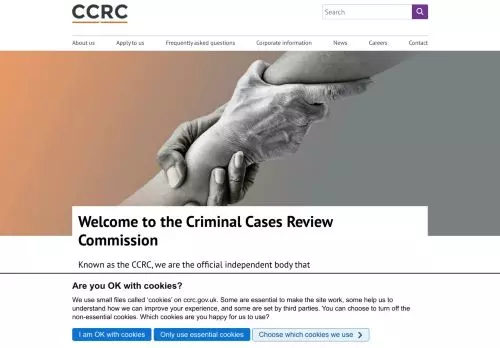 CCRC
Search
About us
Apply to us
Frequently asked questions
Corporate information
News
Careers
Contact
Welcome to the Criminal Cases Review
Commission
Known as the CCRC, we are the official independent body that
Are you OK with cookies?
We use small files called ‘cookies’ on ccrc.gov.uk. Some are essential to make the site work, some help us to
understand how we can improve your experience, and some are set by third parties. You can choose to turn off the
non-essential cookies. Which cookies are you happy for us to use?
I am OK with cookies
Only use essential cookies
Choose which cookies we use